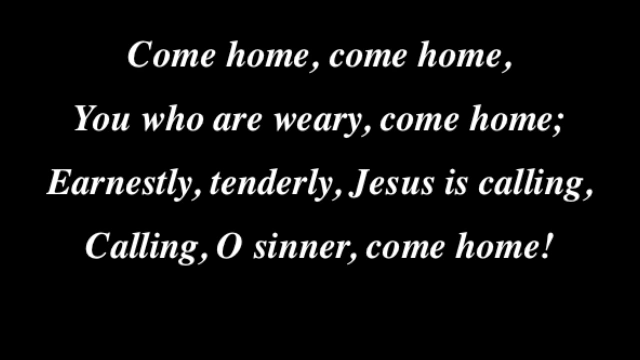 Come home, come home,
You who are weary, come home;
Earnestly, tenderly, Jesus is calling,
Calling, O sinner, come home!